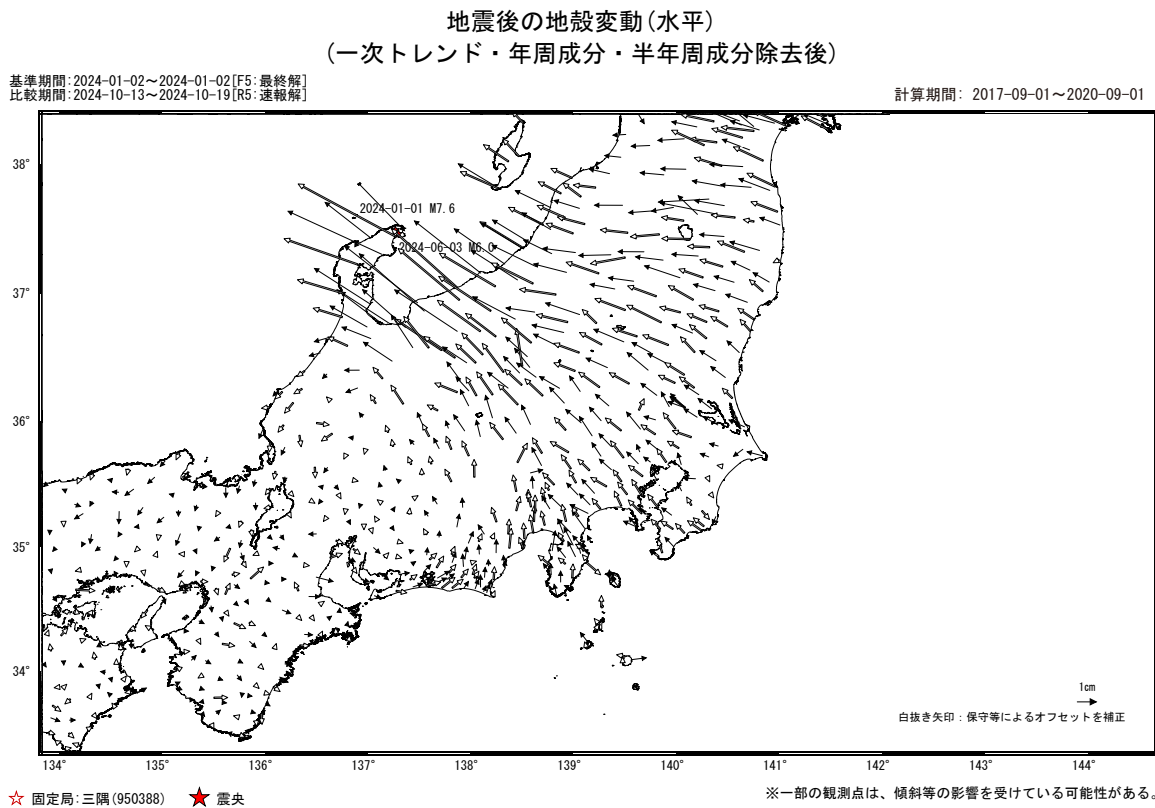 地震後の地殻変動(水平)
(一次トレンド・年周成分・半年周成分除去後)
基準期間:2024-01-02～2024-01-02[F5:最終解]
比較期間:2024-10-13～2024-10-19[R5:速報解]
計算期間: 2017-09-01～2020-09-01
38°
2024-01-01 M7.6
2024-06-03 M6.0
37°
36°
35°
34°
1cm
白抜き矢印:保守等によるオフセットを補正
134° 135° 136° 137° 138° 139° 140° 141° 142° 143° 144°
☆ 固定局:三隅(950388) ★ 震央
※一部の観測点は、傾斜等の影響を受けている可能性がある。